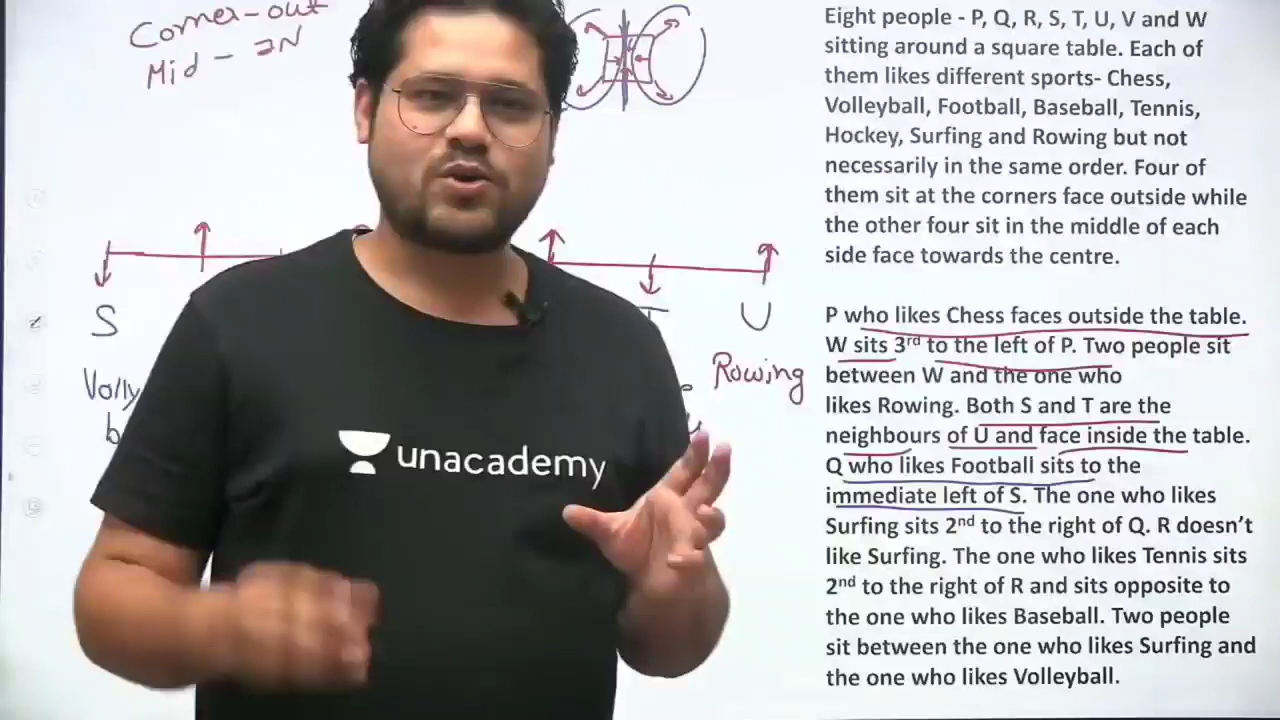 Corner-out
Mid - IN
Eight people - P, Q, R, S, T, U, V and W
sitting around a square table. Each of
them likes different sports- Chess,
Volleyball, Football, Baseball, Tennis,
Hockey, Surfing and Rowing but not
necessarily in the same order. Four of
them sit at the corners face outside while
the other four sit in the middle of each
side face towards the centre.
P who likes Chess faces outside the table.
W sits 3rd to the left of P. Two people sit
between W and the one who
likes Rowing. Both S and T are the
neighbours of U and face inside the table.
Q who likes Football sits to the
immediate left of S. The one who likes
Surfing sits 2nd to the right of Q. R doesn't
like Surfing. The one who likes Tennis sits
2nd to the right of R and sits opposite to
the one who likes Baseball. Two people
sit between the one who likes Surfing and
the one who likes Volleyball.
S U
Volly Rowing
b
unacademy